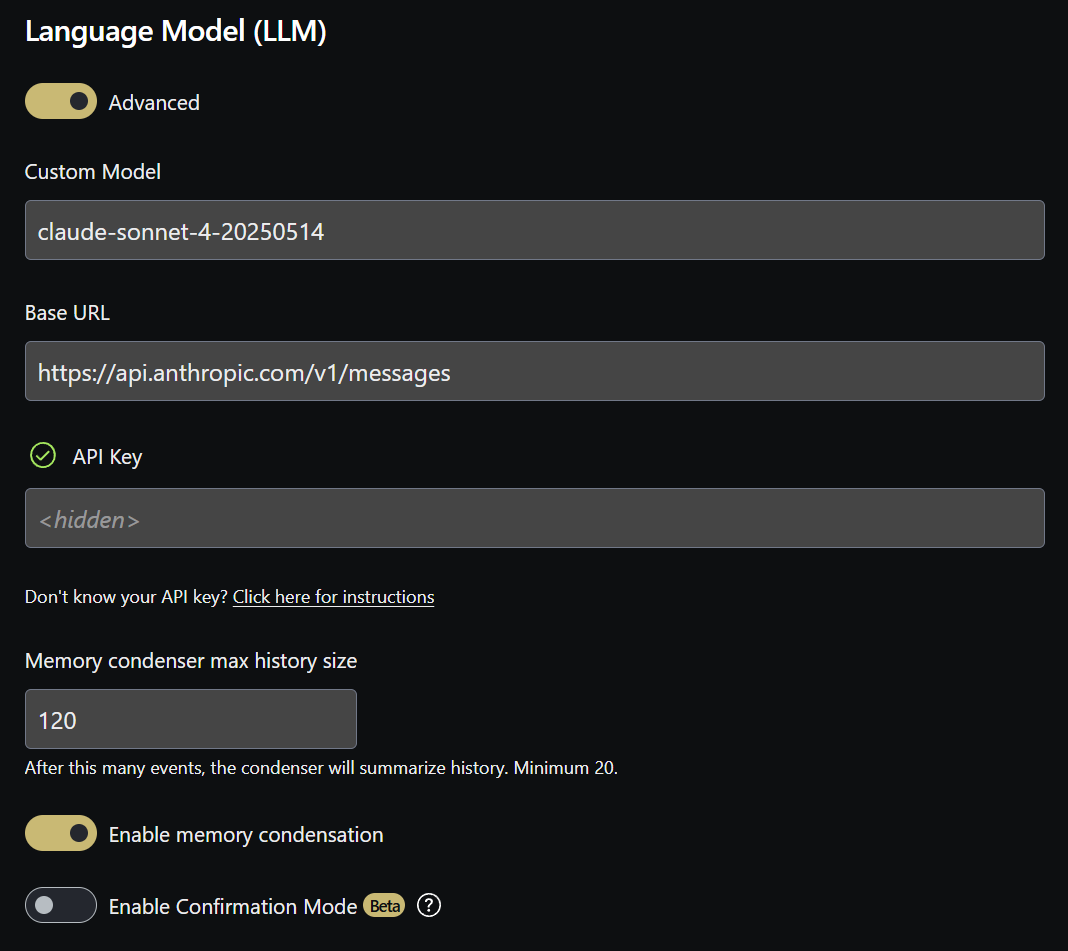 Language Model (LLM)
Advanced
Custom Model
claude-sonnet-4-20250514
Base URL
https://api.anthropic.com/v1/messages
API Key
<hidden>
Don't know your API key? Click here for instructions
Memory condenser max history size
120
After this many events, the condenser will summarize history. Minimum 20.
Enable memory condensation
Enable Confirmation Mode Beta ?